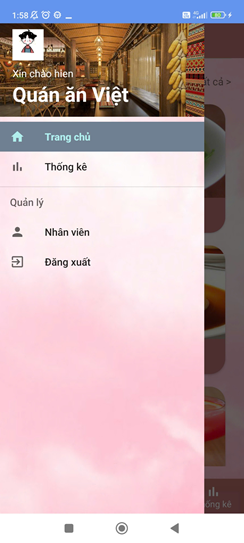 1:58
Xin chào hien
Quán ăn Việt
ất cả >
Trang chủ
Thống kê
Quản lý
Nhân viên
Đăng xuất
ống kê